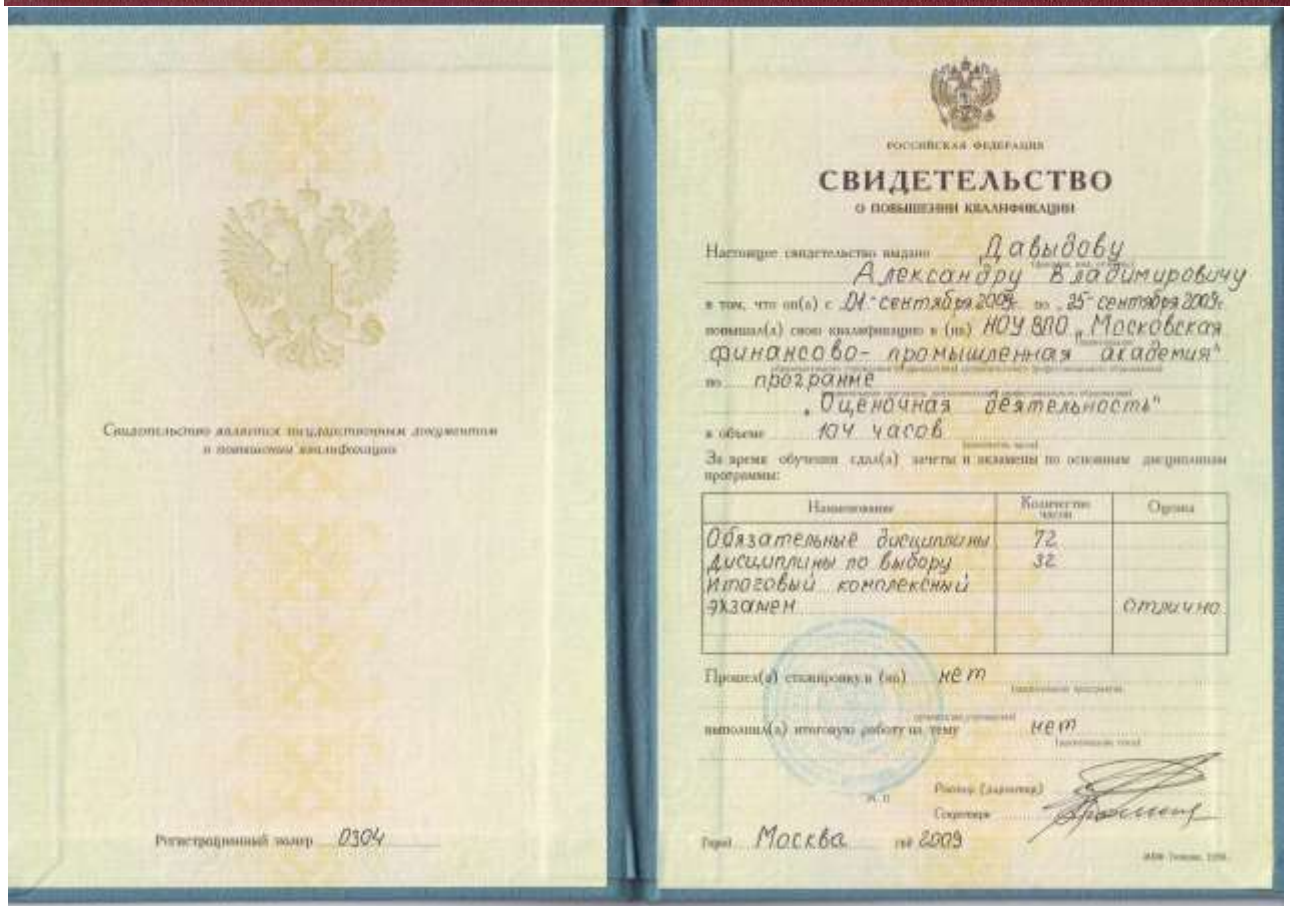 Свидетельство является государственным документом
о повышении квалификации
Регистрационный номер 0304
РОССИЙСКАЯ ФЕДЕРАЦИЯ
СВИДЕТЕЛЬСТВО
О ПОВЫШЕНИИ КВАЛИФИКАЦИИ
Настоящее свидетельство выдано Давыдову
Александру Владимировичу
в том, что он(а) с „01" сентября 2009г. по „25" сентября 2009г.
повышал(а) свою квалификацию в (на) НОУ ВПО „Московская
финансово-промышленная академия"
по программе
„Оценочная деятельность"
в объеме 104 часов
За время обучения сдал(а) зачеты и экзамены по основным дисциплинам
программы:
Наименование Количество часов Оценка
Обязательные дисциплины 72
Дисциплины по выбору 32
Итоговый комплексный
экзамен отлично
Прошел(а) стажировку в (на) нет
выполнил(а) итоговую работу на тему нет
М. П. Ректор (директор)
Секретарь
Город Москва год 2009